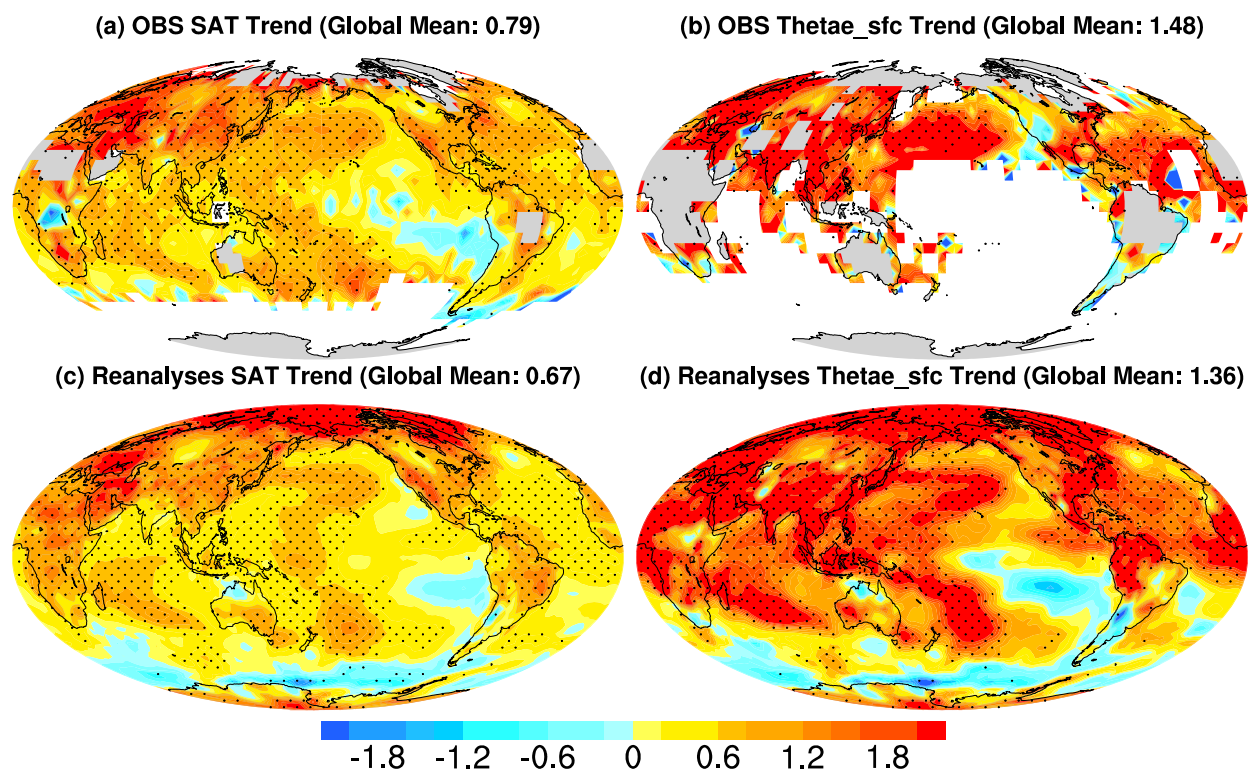 (a) OBS SAT Trend (Global Mean: 0.79)
(b) OBS Thetae_sfc Trend (Global Mean: 1.48)
(c) Reanalyses SAT Trend (Global Mean: 0.67)
(d) Reanalyses Thetae_sfc Trend (Global Mean: 1.36)
-1.8 -1.2 -0.6 0 0.6 1.2 1.8